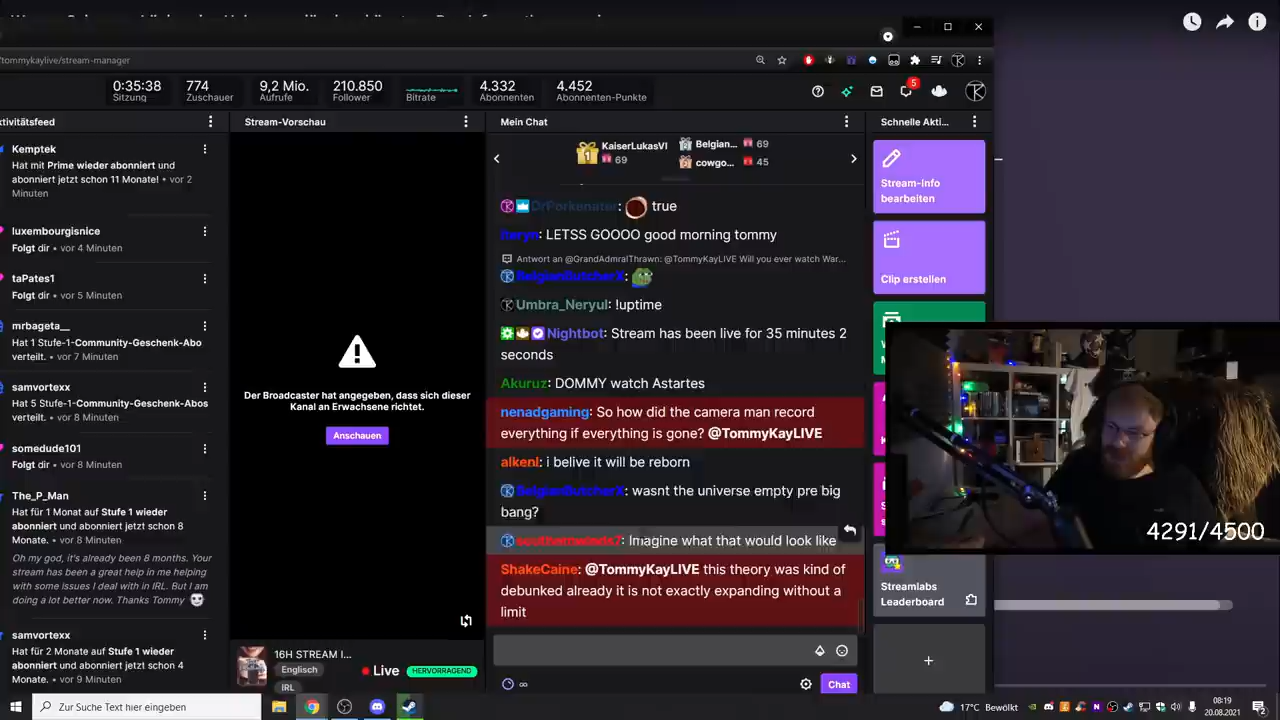 tommykaylive/stream-manager
0:35:38
Sitzung
774
Zuschauer
9,2 Mio.
Aufrufe
210.850
Follower
Bitrate
4.332
Abonnenten
4.452
Abonnenten-Punkte
5
ktivitätsfeed
Kemptek
Hat mit Prime wieder abonniert und
abonniert jetzt schon 11 Monate! • vor 2
Minuten
luxembourgisnice
Folgt dir • vor 4 Minuten
taPates1
Folgt dir • vor 5 Minuten
mrbageta__
Hat 1 Stufe-1-Community-Geschenk-Abo
verteilt. • vor 7 Minuten
samvortexx
Hat 5 Stufe-1-Community-Geschenk-Abos
verteilt. • vor 8 Minuten
somedude101
Folgt dir • vor 8 Minuten
The_P_Man
Hat für 1 Monat auf Stufe 1 wieder
abonniert und abonniert jetzt schon 8
Monate. • vor 8 Minuten
Oh my god, it's already been 8 months. Your
stream has been a great help in me helping
with some issues I deal with in IRL. But I am
doing a lot better now. Thanks Tommy
samvortexx
Hat für 2 Monate auf Stufe 1 wieder
abonniert und abonniert jetzt schon 4
Monate. • vor 9 Minuten
Stream-Vorschau
Der Broadcaster hat angegeben, dass sich dieser
Kanal an Erwachsene richtet.
Anschauen
16H STREAM I...
Englisch
IRL
Live
HERVORRAGEND
Mein Chat
1
KaiserLukasVI
69
Belgian...
69
cowgo...
45
DrPorkenater: true
iteryn: LETSS GOOOO good morning tommy
Antwort an @GrandAdmralThrawn: @TommyKayLIVE Will you ever watch War...
BelgianButcherX:
Umbra_Neryul: !uptime
Nightbot: Stream has been live for 35 minutes 2
seconds
Akuruz: DOMMY watch Astartes
nenadgaming: So how did the camera man record
everything if everything is gone? @TommyKayLIVE
alkenl: i belive it will be reborn
BelgianButcherX: wasnt the universe empty pre big
bang?
Imagine what that would look like
ShakeCaine: @TommyKayLIVE this theory was kind of
debunked already it is not exactly expanding without a
limit
Chat
Schnelle Akti...
Stream-Info
bearbeiten
Clip erstellen
Streamlabs
Leaderboard
4291/4500
Zur Suche Text hier eingeben
17°C Bewölkt
08:19
20.08.2021